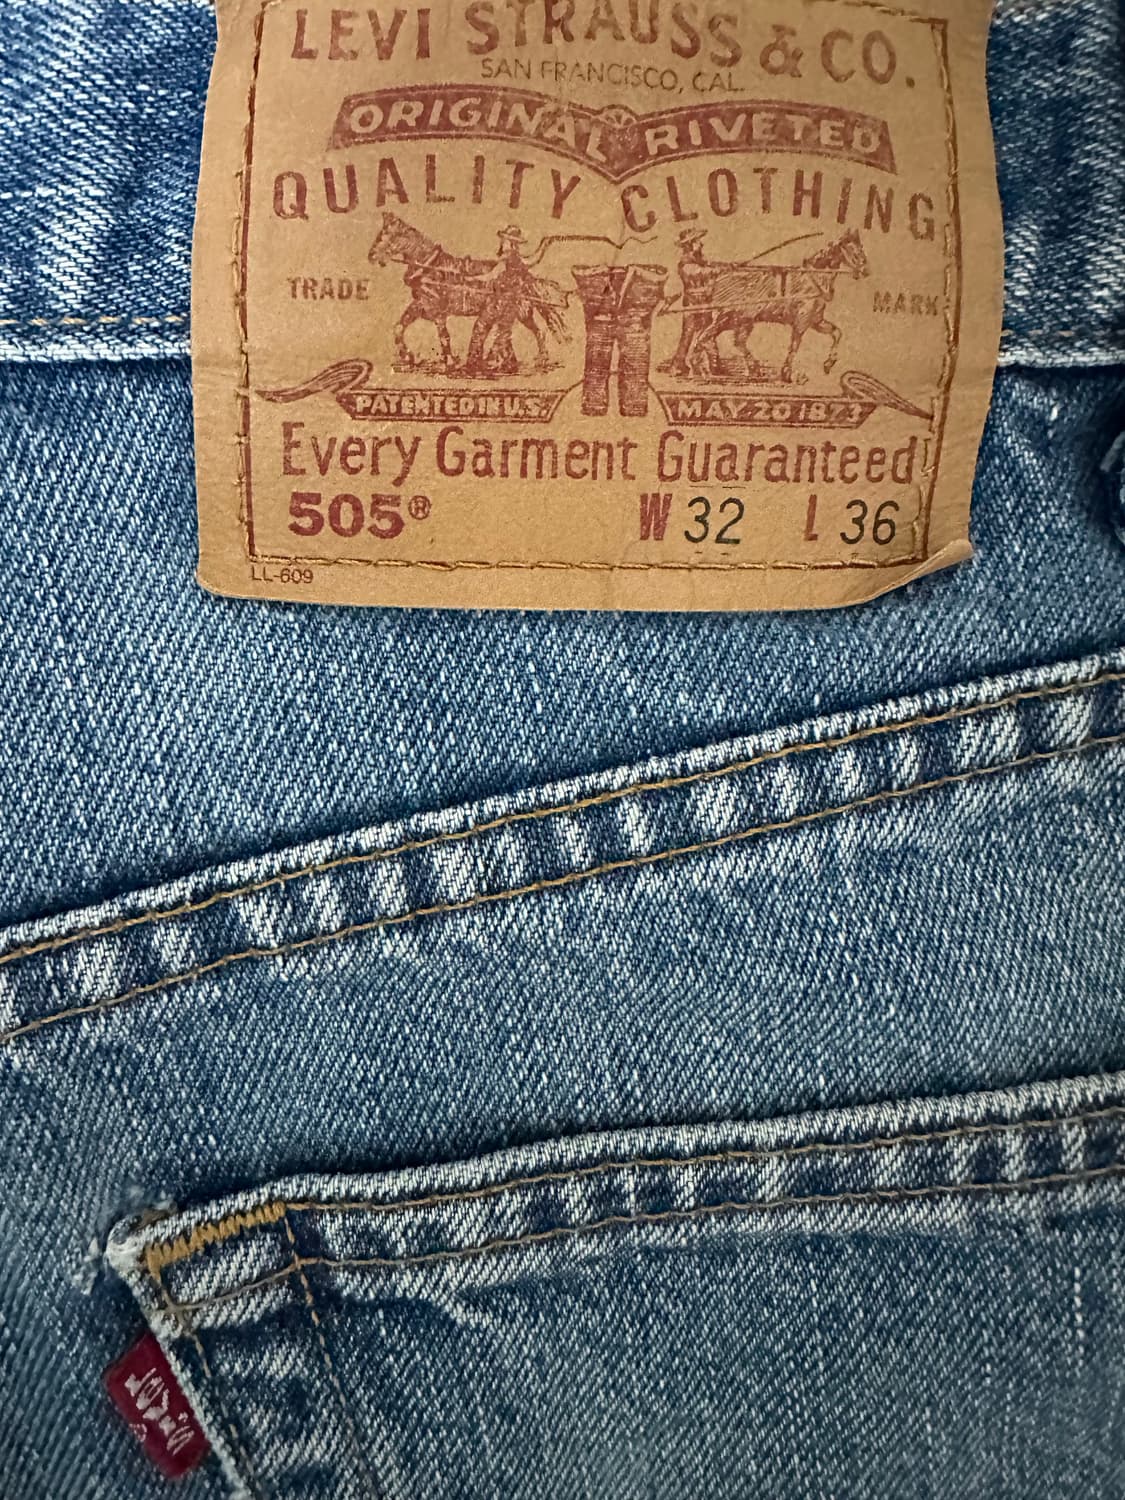 LEVI STRAUSS & CO.
SAN FRANCISCO, CAL.
ORIGINAL RIVETED
QUALITY CLOTHING
TRADE MARK
PATENTED IN U.S. MAY 20 1873
Every Garment Guaranteed
505® W 32 L 36
LL-609
LEVI'S
®